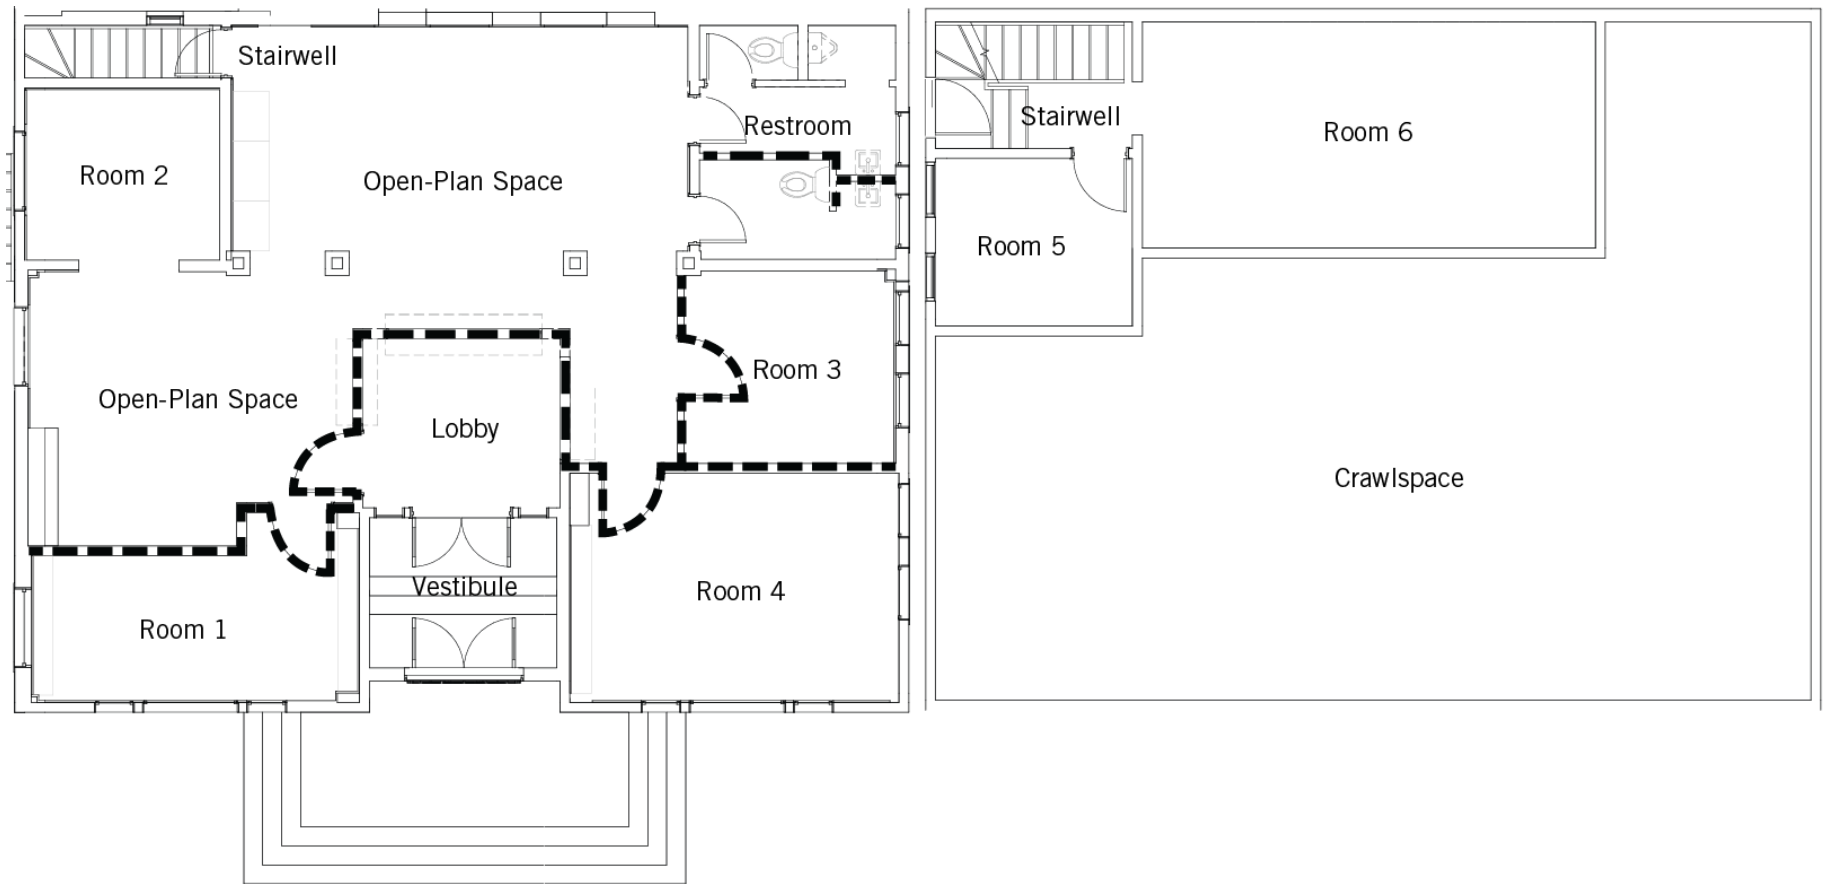 Stairwell
Restroom
Room 2
Open-Plan Space
Room 3
Open-Plan Space
Lobby
Vestibule
Room 4
Room 1
Stairwell
Room 6
Room 5
Crawlspace